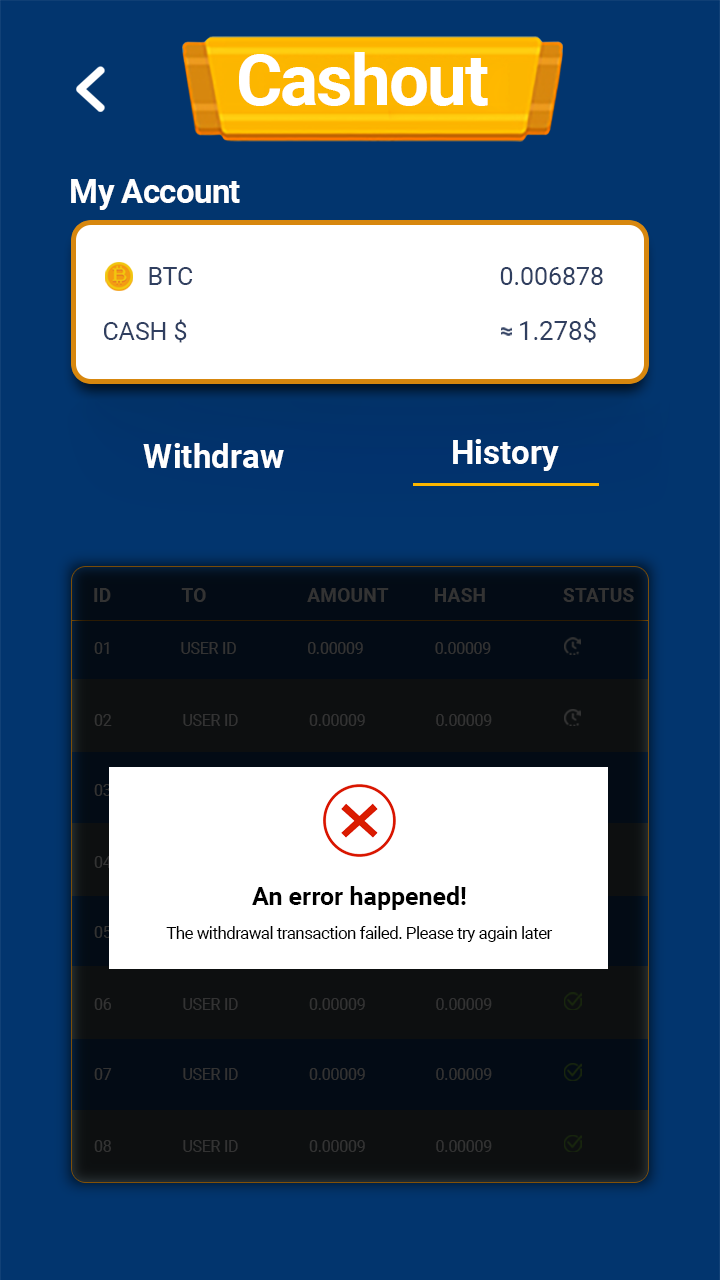 Cashout
My Account
BTC 0.006878
CASH $ ≈ 1.278$
Withdraw History
ID TO AMOUNT HASH STATUS
01 USER ID 0.00009 0.00009
02 USER ID 0.00009 0.00009
03
04
05
An error happened!
The withdrawal transaction failed. Please try again later
06 USER ID 0.00009 0.00009
07 USER ID 0.00009 0.00009
08 USER ID 0.00009 0.00009